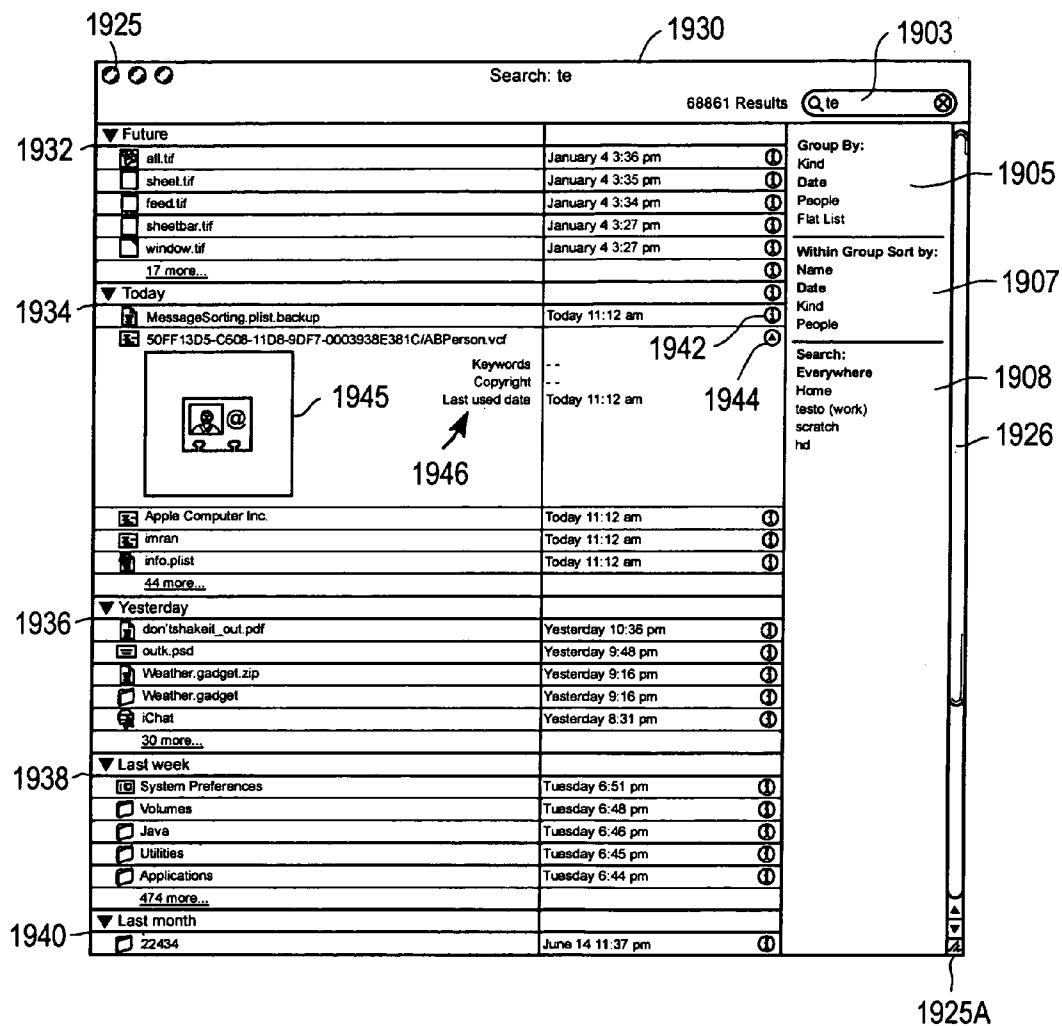 1925
1930
1903
Search: te
68861 Results
te
1932
Future
all.tif January 4 3:36 pm
sheet.tif January 4 3:35 pm
feed.tif January 4 3:34 pm
sheetbar.tif January 4 3:27 pm
window.tif January 4 3:27 pm
17 more...
Group By:
Kind
Date
People
Flat List
1905
Within Group Sort by:
Name
Date
Kind
People
1907
Search:
Everywhere
Home
testo (work)
scratch
hd
1908
1926
1934
Today
MessageSorting.plist.backup Today 11:12 am
1942
50FF13D5-C608-11D8-9DF7-0003938E381C/ABPerson.vcf
1944
Keywords --
Copyright --
Last used date Today 11:12 am
@
1945
1946
Apple Computer Inc. Today 11:12 am
imran Today 11:12 am
info.plist Today 11:12 am
44 more...
1936
Yesterday
don'tshakeit_out.pdf Yesterday 10:36 pm
outk.psd Yesterday 9:48 pm
Weather.gadget.zip Yesterday 9:16 pm
Weather.gadget Yesterday 9:16 pm
iChat Yesterday 8:31 pm
30 more...
1938
Last week
System Preferences Tuesday 6:51 pm
Volumes Tuesday 6:48 pm
Java Tuesday 6:46 pm
Utilities Tuesday 6:45 pm
Applications Tuesday 6:44 pm
474 more...
1940
Last month
22434 June 14 11:37 pm
1925A